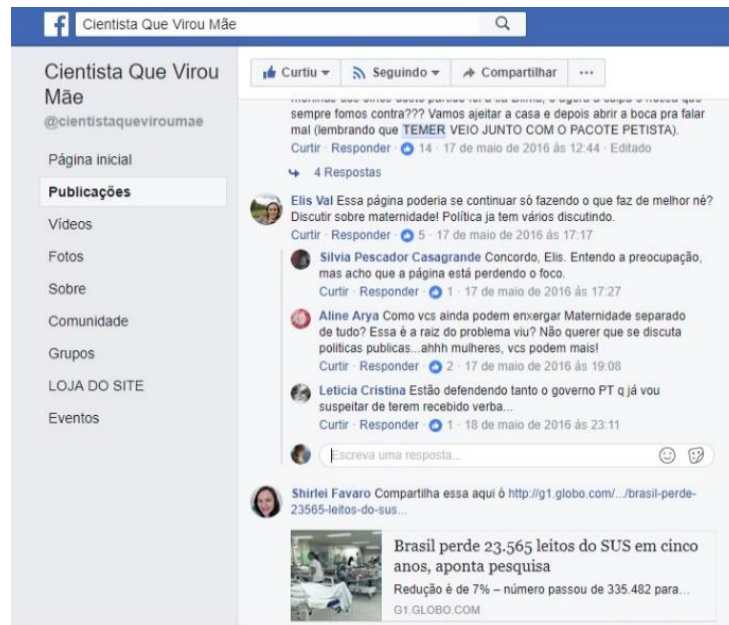 f
Cientista Que Virou Mãe
Cientista Que Virou
Mãe
@cientistaqueviroumae
Página inicial
Publicações
Vídeos
Fotos
Sobre
Comunidade
Grupos
LOJA DO SITE
Eventos
Curtiu
Seguindo
Compartilhar
...
sempre fomos contra??? Vamos ajeitar a casa e depois abrir a boca pra falar
mal (lembrando que TEMER VEIO JUNTO COM O PACOTE PETISTA).
Curtir · Responder · 14 · 17 de maio de 2016 às 12:44 · Editado
4 Respostas
Elis Val Essa página poderia se continuar só fazendo o que faz de melhor né?
Discutir sobre maternidade! Política ja tem vários discutindo.
Curtir · Responder · 5 · 17 de maio de 2016 às 17:17
Silvia Pescador Casagrande Concordo, Elis. Entendo a preocupação,
mas acho que a página está perdendo o foco.
Curtir · Responder · 1 · 17 de maio de 2016 às 17:27
Aline Arya Como vcs ainda podem enxergar Maternidade separado
de tudo? Essa é a raiz do problema viu? Não querer que se discuta
politicas publicas...ahhh mulheres, vcs podem mais!
Curtir · Responder · 2 · 17 de maio de 2016 às 19:08
Leticia Cristina Estão defendendo tanto o governo PT q já vou
suspeitar de terem recebido verba...
Curtir · Responder · 1 · 18 de maio de 2016 às 23:11
Escreva uma resposta...
Shirlei Favaro Compartilha essa aqui ó http://g1.globo.com/.../brasil-perde-
23565-leitos-do-sus...
Brasil perde 23.565 leitos do SUS em cinco
anos, aponta pesquisa
Redução é de 7% – número passou de 335.482 para...
G1.GLOBO.COM